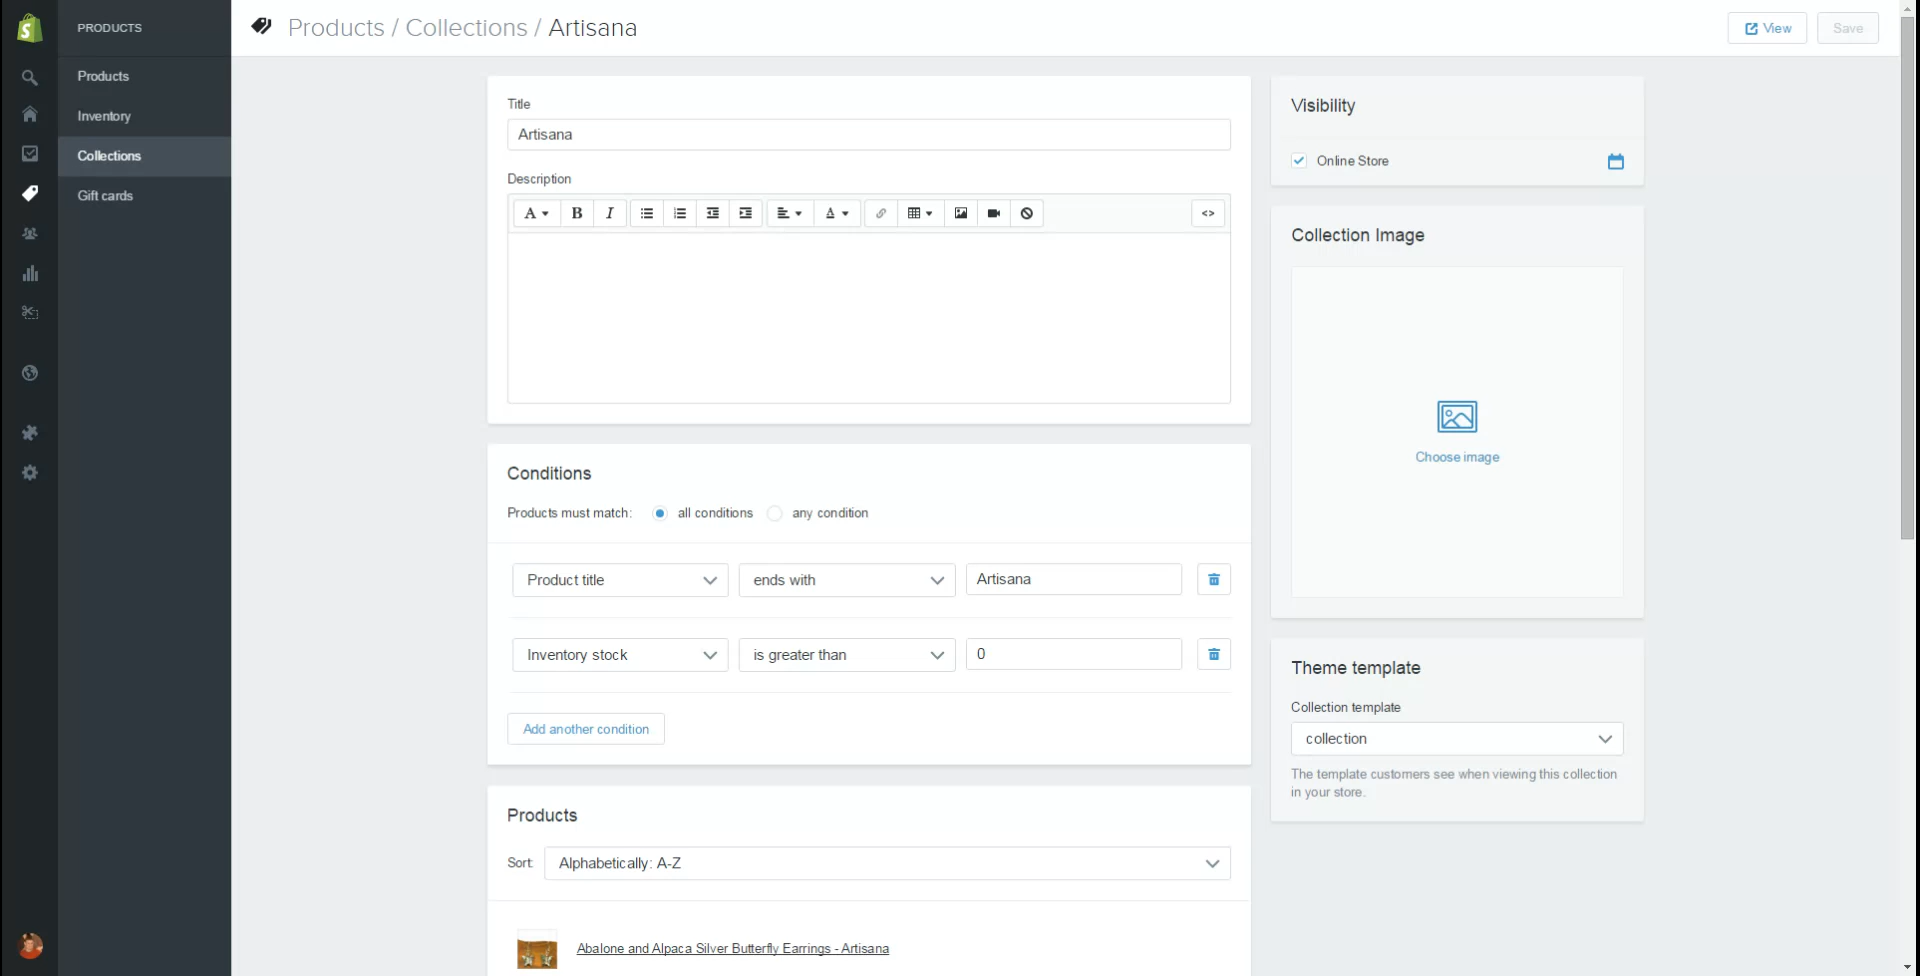 PRODUCTS
Products
Inventory
Collections
Gift cards
Products / Collections / Artisana
View
Save
Title
Artisana
Description
A
B
I
A
<>
Conditions
Products must match:
all conditions
any condition
Product title
ends with
Artisana
Inventory stock
is greater than
0
Add another condition
Products
Sort:
Alphabetically: A-Z
Abalone and Alpaca Silver Butterfly Earrings - Artisana
Visibility
Online Store
Collection Image
Choose image
Theme template
Collection template
collection
The template customers see when viewing this collection
in your store.